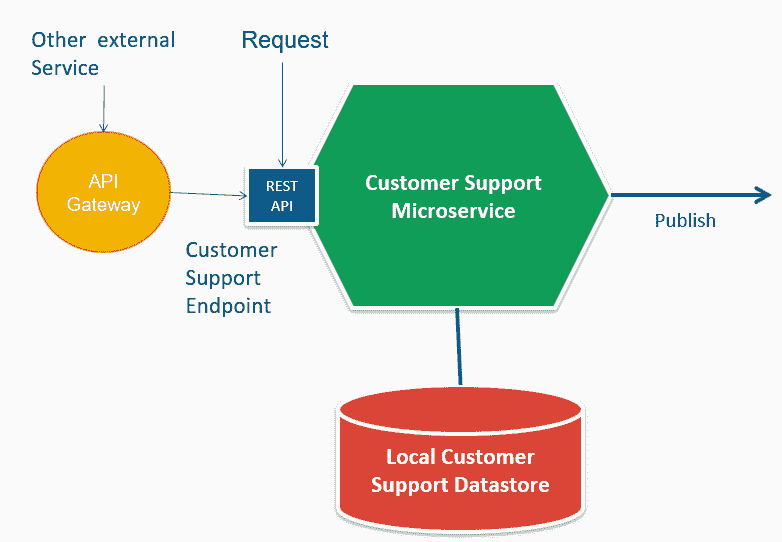 Other external
Service
Request
API
Gateway
REST
API
Customer Support
Microservice
Publish
Customer
Support
Endpoint
Local Customer
Support Datastore